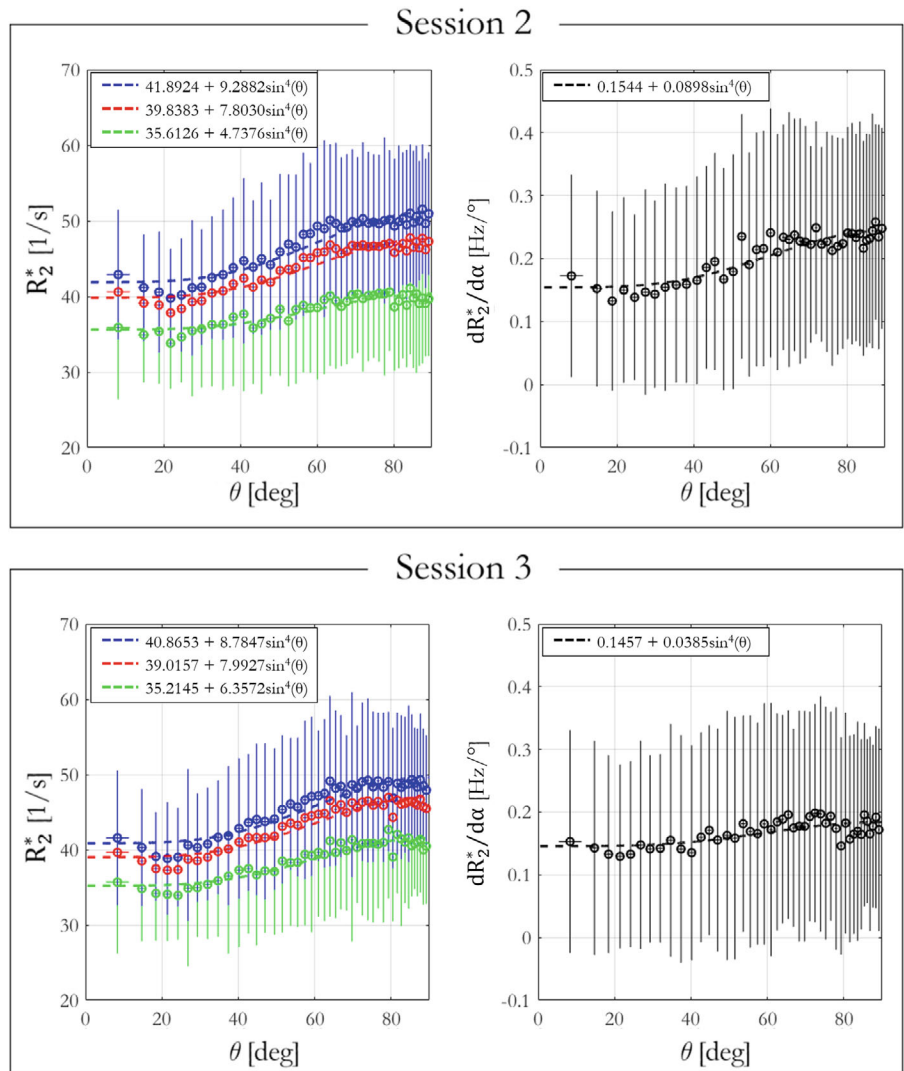 Session 2
41.8924 + 9.2882sin⁴(θ)
39.8383 + 7.8030sin⁴(θ)
35.6126 + 4.7376sin⁴(θ)
70
60
50
40
30
20
0 20 40 60 80
R₂* [1/s]
θ [deg]
0.1544 + 0.0898sin⁴(θ)
0.5
0.4
0.3
0.2
0.1
0
-0.1
0 20 40 60 80
dR₂*/dα [Hz/°]
θ [deg]
Session 3
40.8653 + 8.7847sin⁴(θ)
39.0157 + 7.9927sin⁴(θ)
35.2145 + 6.3572sin⁴(θ)
70
60
50
40
30
20
0 20 40 60 80
R₂* [1/s]
θ [deg]
0.1457 + 0.0385sin⁴(θ)
0.5
0.4
0.3
0.2
0.1
0
-0.1
0 20 40 60 80
dR₂*/dα [Hz/°]
θ [deg]